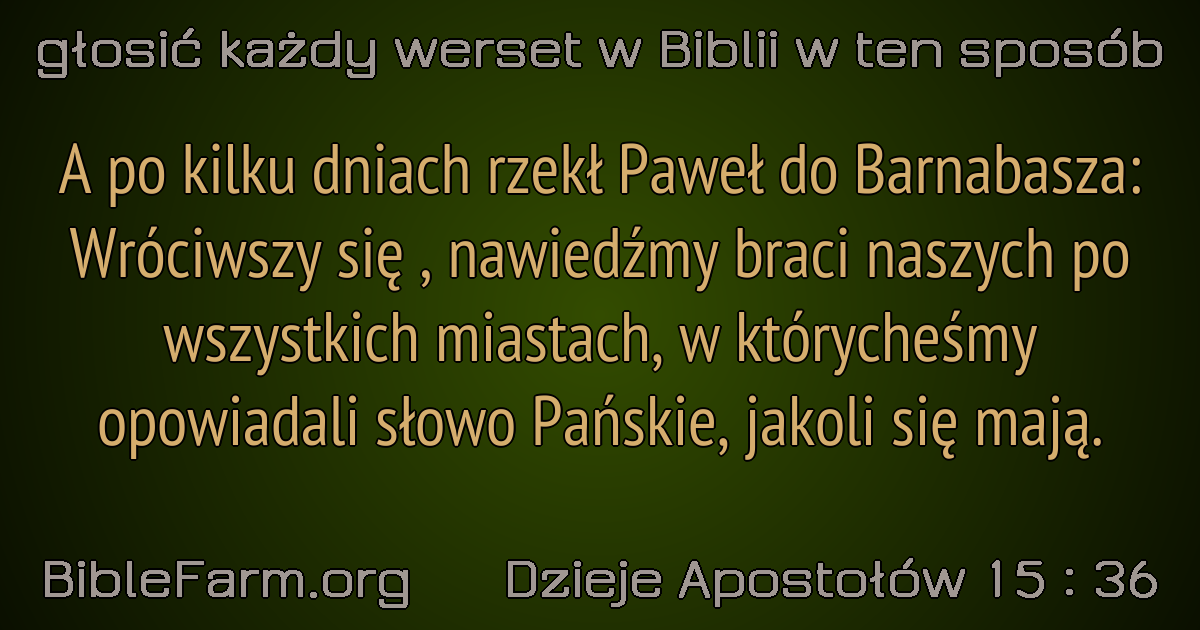 głosić każdy werset w Biblii w ten sposób
A po kilku dniach rzekł Paweł do Barnabasza:
Wróciwszy się , nawiedźmy braci naszych po
wszystkich miastach, w którycheśmy
opowiadali słowo Pańskie, jakoli się mają.
BibleFarm.org Dzieje Apostołów 15 : 36